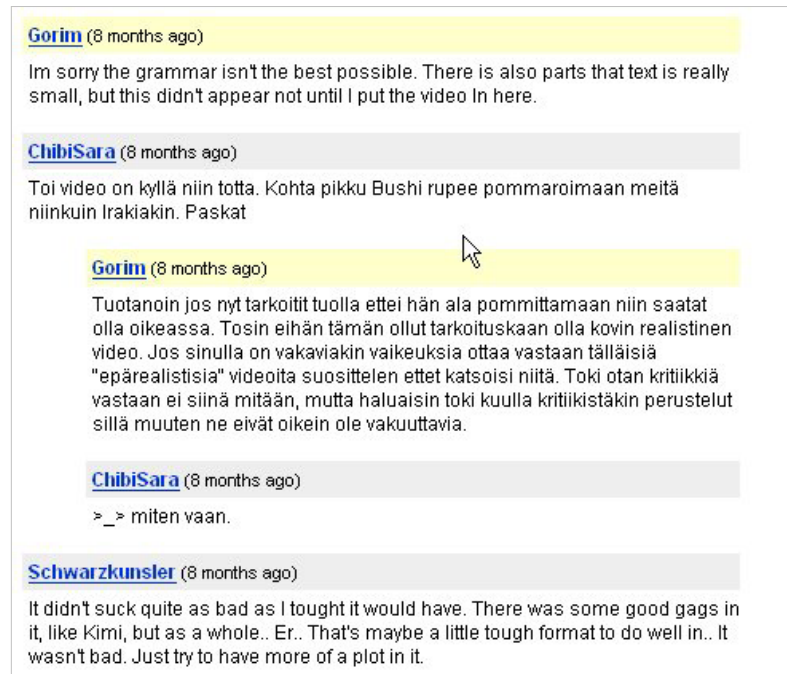 Gorim (8 months ago)
Im sorry the grammar isn't the best possible. There is also parts that text is really
small, but this didn't appear not until I put the video In here.
ChibiSara (8 months ago)
Toi video on kyllä niin totta. Kohta pikku Bushi rupee pommaroimaan meitä
niinkuin Irakiakin. Paskat
Gorim (8 months ago)
Tuotanoin jos nyt tarkoitit tuolla ettei hän ala pommittamaan niin saatat
olla oikeassa. Tosin eihän tämän ollut tarkoituskaan olla kovin realistinen
video. Jos sinulla on vakaviakin vaikeuksia ottaa vastaan tälläisiä
"epärealistisia" videoita suosittelen ettet katsoisi niitä. Toki otan kritiikkiä
vastaan ei siinä mitään, mutta haluaisin toki kuulla kritiikistäkin perustelut
sillä muuten ne eivät oikein ole vakuuttavia.
ChibiSara (8 months ago)
>_> miten vaan.
Schwarzkunsler (8 months ago)
It didn't suck quite as bad as I tought it would have. There was some good gags in
it, like Kimi, but as a whole.. Er.. That's maybe a little tough format to do well in.. It
wasn't bad. Just try to have more of a plot in it.